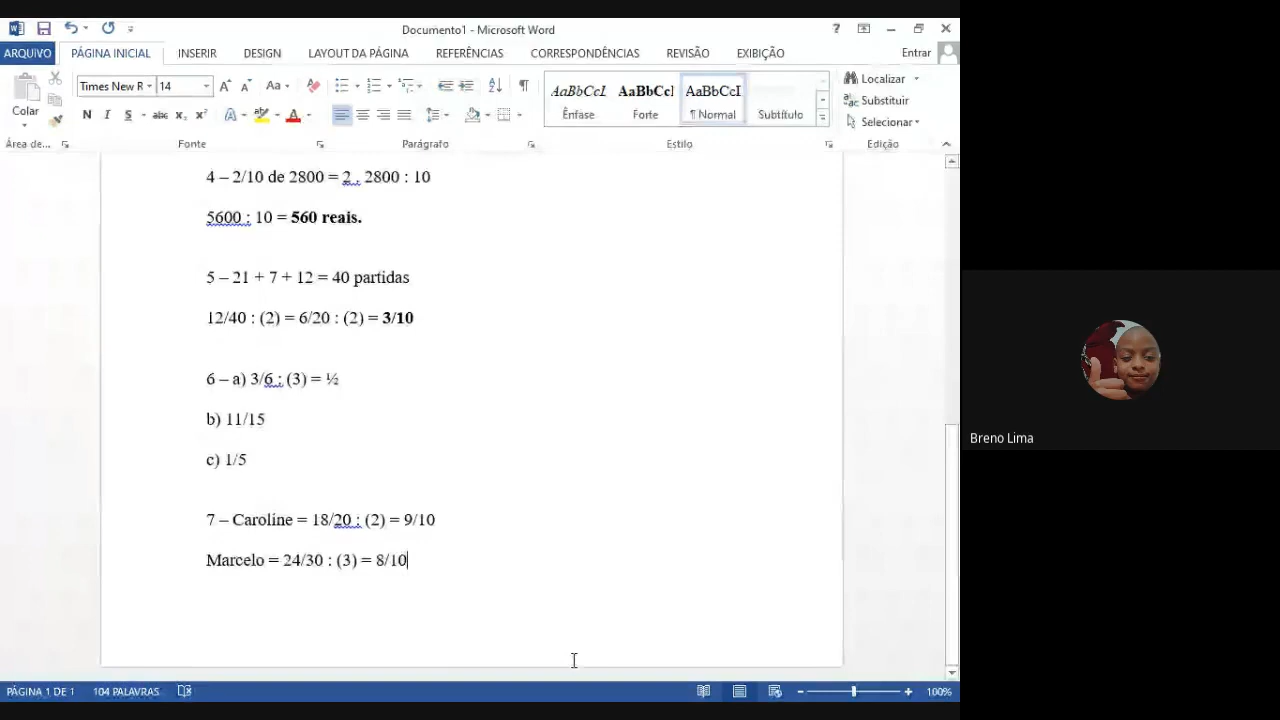 Documento1 - Microsoft Word
ARQUIVO PÁGINA INICIAL INSERIR DESIGN LAYOUT DA PÁGINA REFERÊNCIAS CORRESPONDÊNCIAS REVISÃO EXIBIÇÃO Entrar
Colar
Times New R 14
N I S abc x₂ x² A A
AaBbCcI AaBbCcI AaBbCcI
Ênfase Forte ¶ Normal Subtítulo
Localizar
Substituir
Selecionar
Área de... Fonte Parágrafo Estilo Edição
4 – 2/10 de 2800 = 2 . 2800 : 10
5600 : 10 = 560 reais.
5 – 21 + 7 + 12 = 40 partidas
12/40 : (2) = 6/20 : (2) = 3/10
6 – a) 3/6 : (3) = ½
b) 11/15
c) 1/5
7 – Caroline = 18/20 : (2) = 9/10
Marcelo = 24/30 : (3) = 8/10
Breno Lima
PÁGINA 1 DE 1 104 PALAVRAS 100%